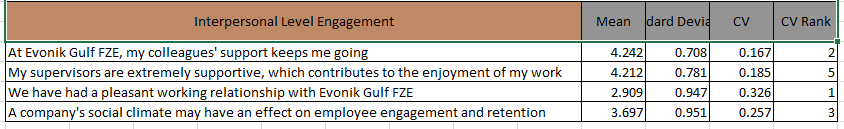 Interpersonal Level Engagement Mean dard Devia CV CV Rank
At Evonik Gulf FZE, my colleagues' support keeps me going 4.242 0.708 0.167 2
My supervisors are extremely supportive, which contributes to the enjoyment of my work 4.212 0.781 0.185 5
We have had a pleasant working relationship with Evonik Gulf FZE 2.909 0.947 0.326 1
A company's social climate may have an effect on employee engagement and retention 3.697 0.951 0.257 3